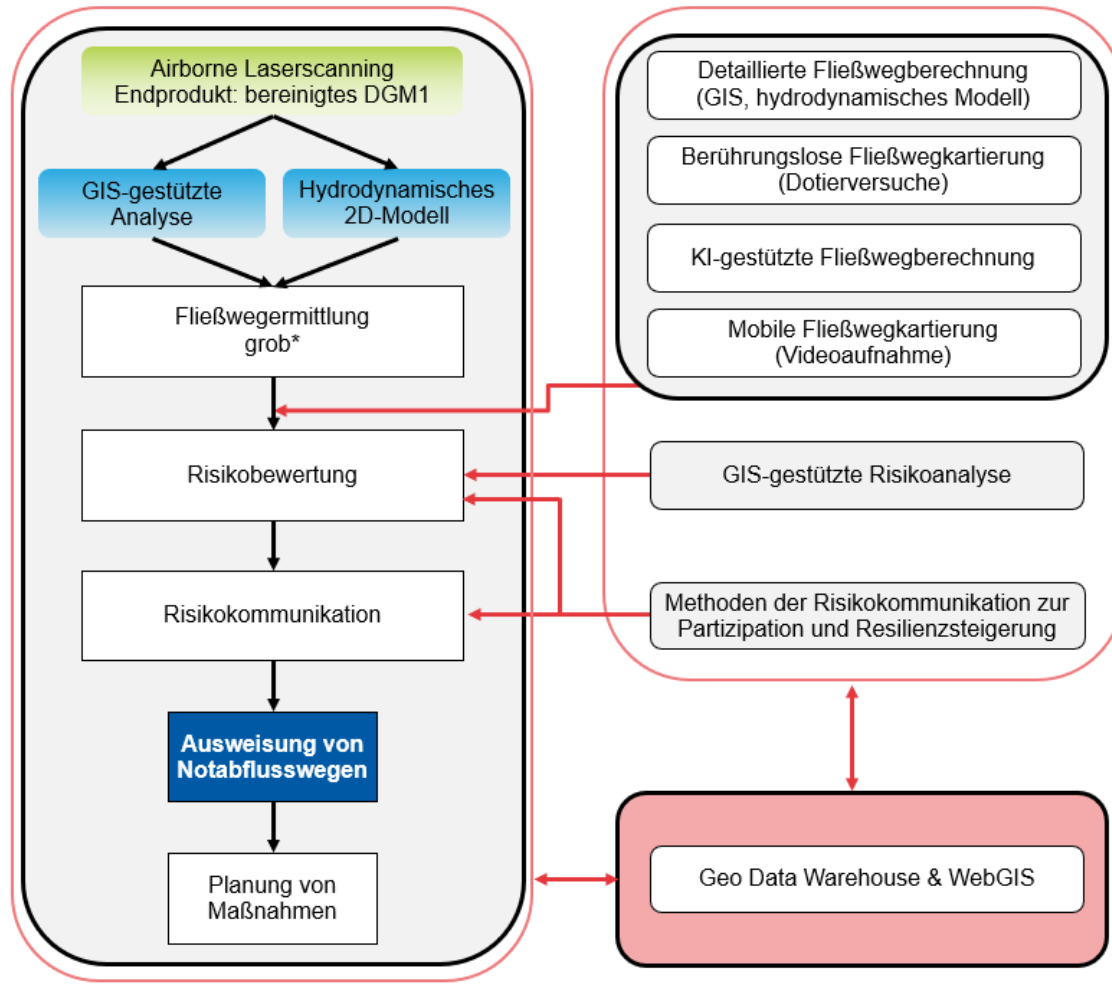 Airborne Laserscanning
Endprodukt: bereinigtes DGM1
GIS-gestützte
Analyse
Hydrodynamisches
2D-Modell
Fließwegermittlung
grob*
Risikobewertung
Risikokommunikation
Ausweisung von
Notabflusswegen
Planung von
Maßnahmen
Detaillierte Fließwegberechnung
(GIS, hydrodynamisches Modell)
Berührungslose Fließwegkartierung
(Dotierversuche)
KI-gestützte Fließwegberechnung
Mobile Fließwegkartierung
(Videoaufnahme)
GIS-gestützte Risikoanalyse
Methoden der Risikokommunikation zur
Partizipation und Resilienzsteigerung
Geo Data Warehouse & WebGIS